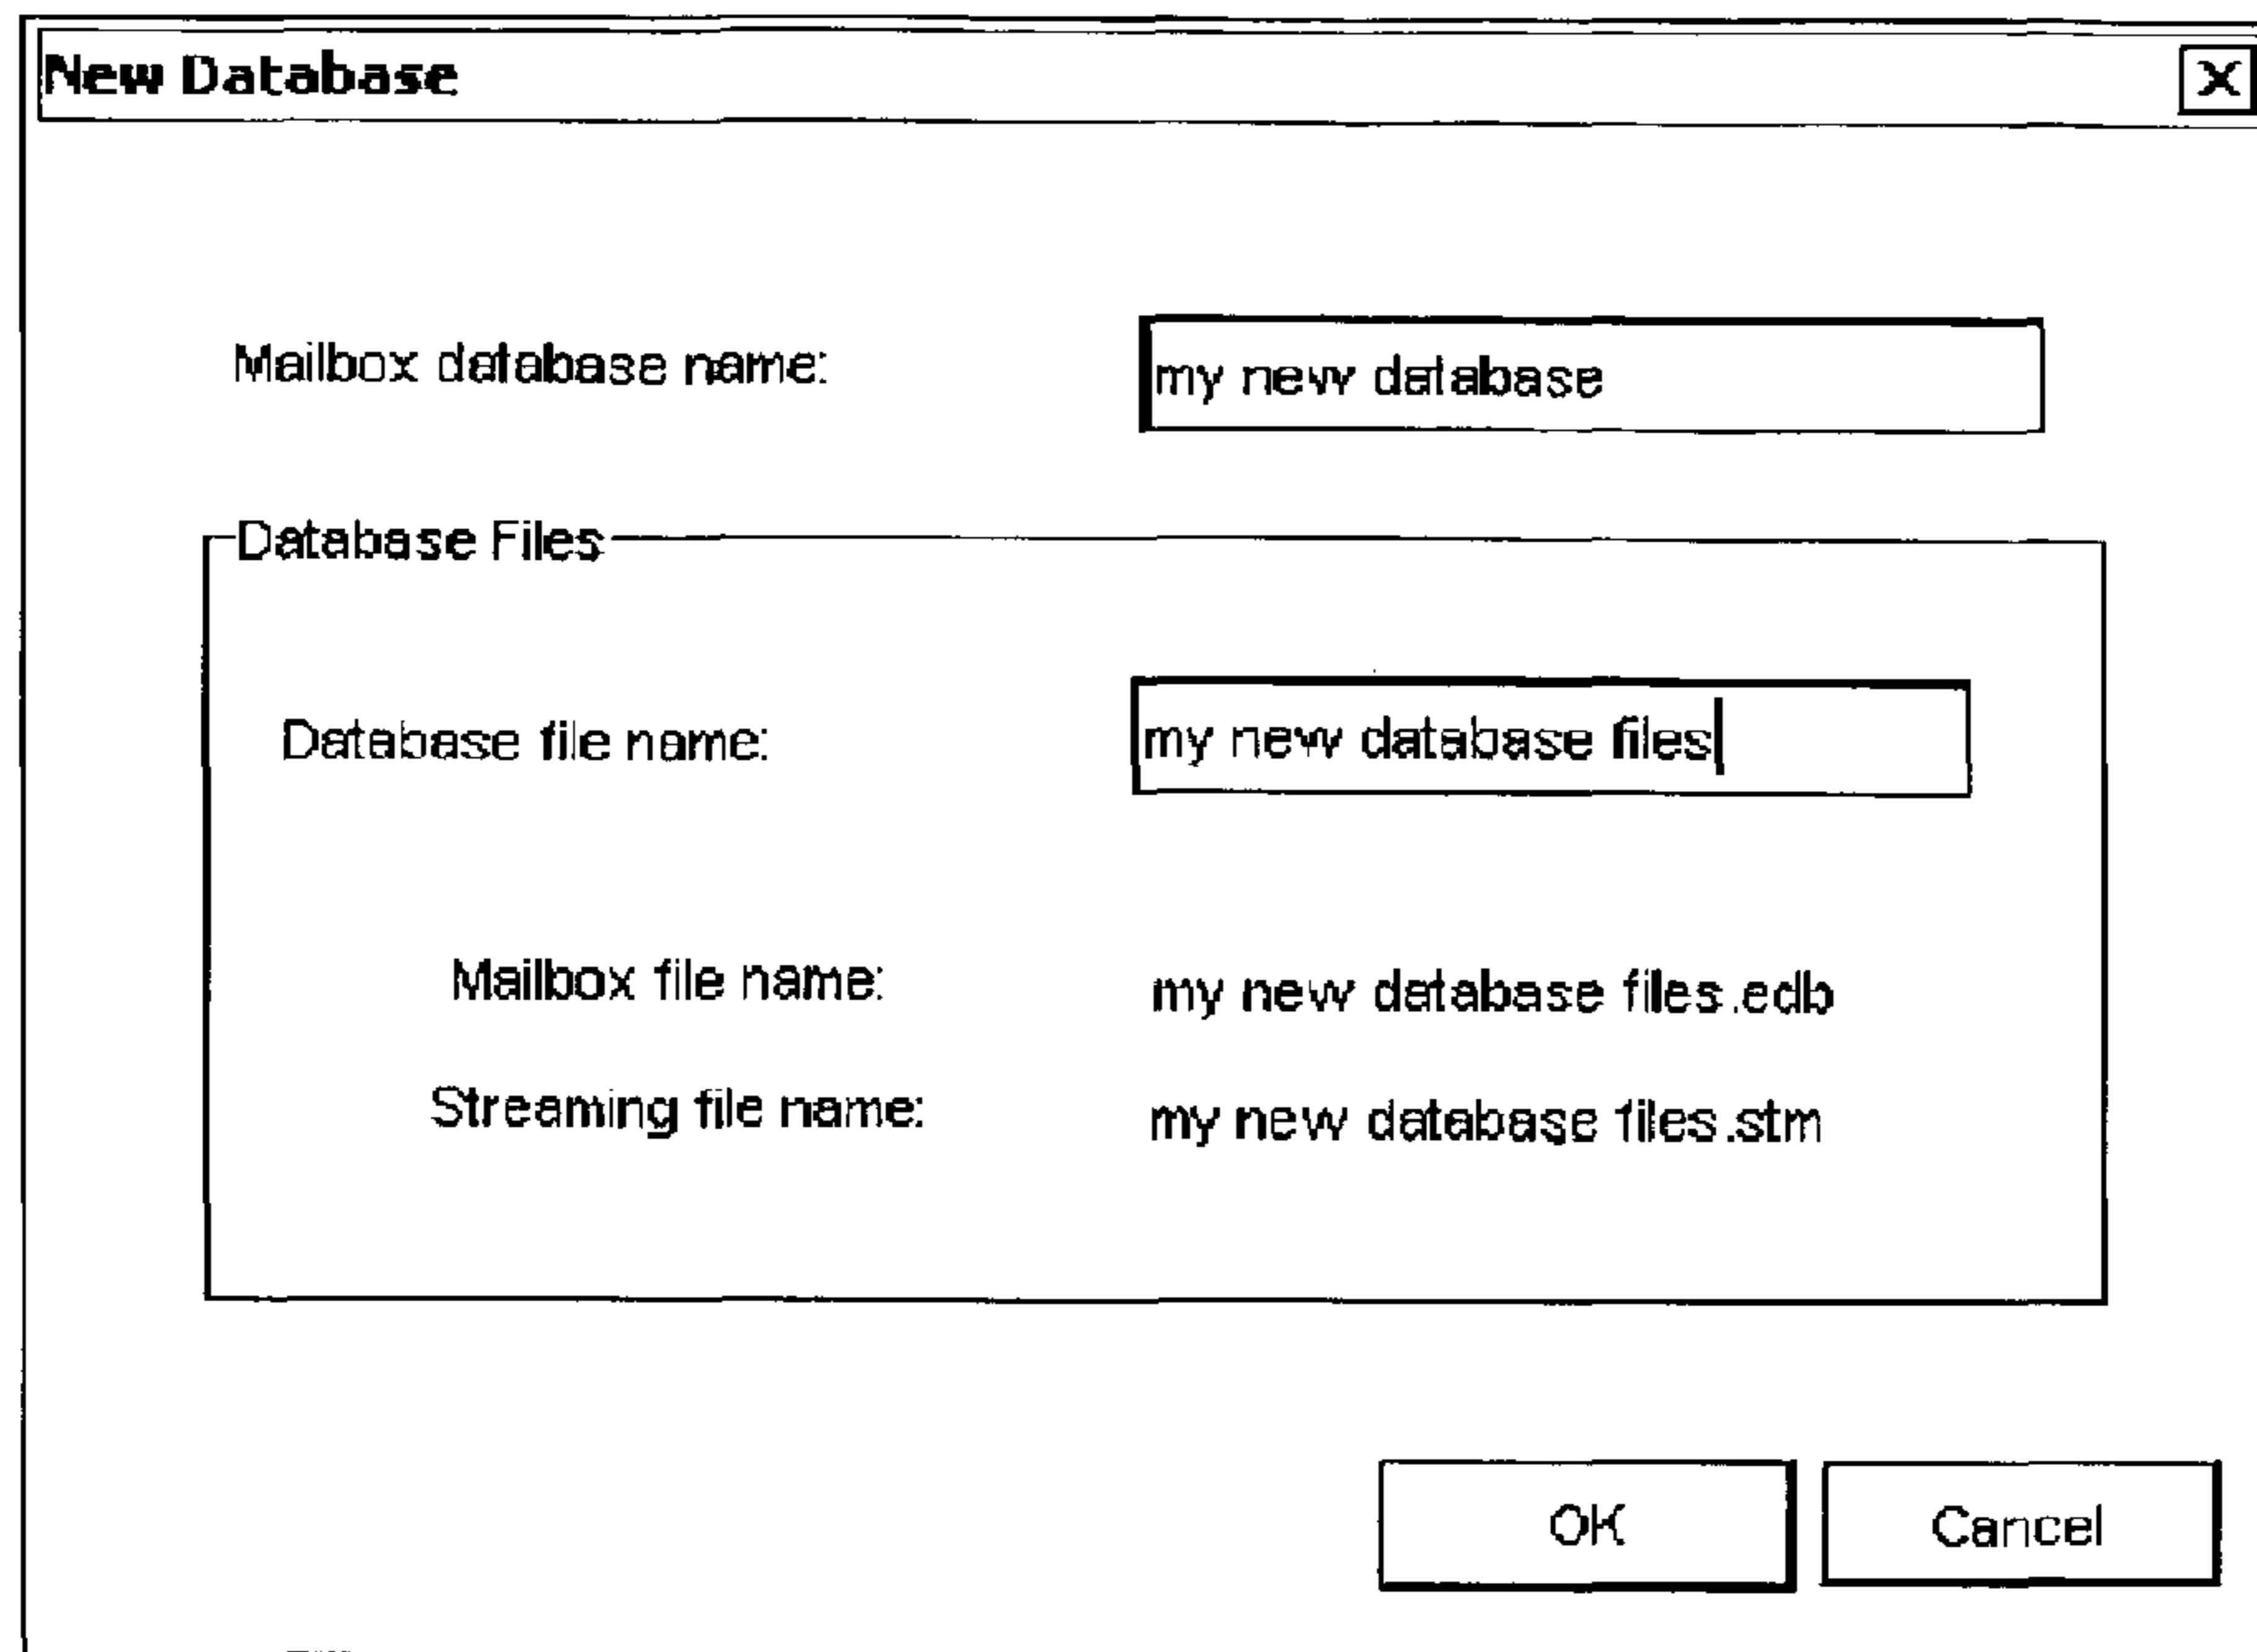 New Database X
Mailbox database name: my new database
Database Files
Database file name: my new database files
Mailbox file name: my new database files.edb
Streaming file name: my new database files.stm
OK Cancel